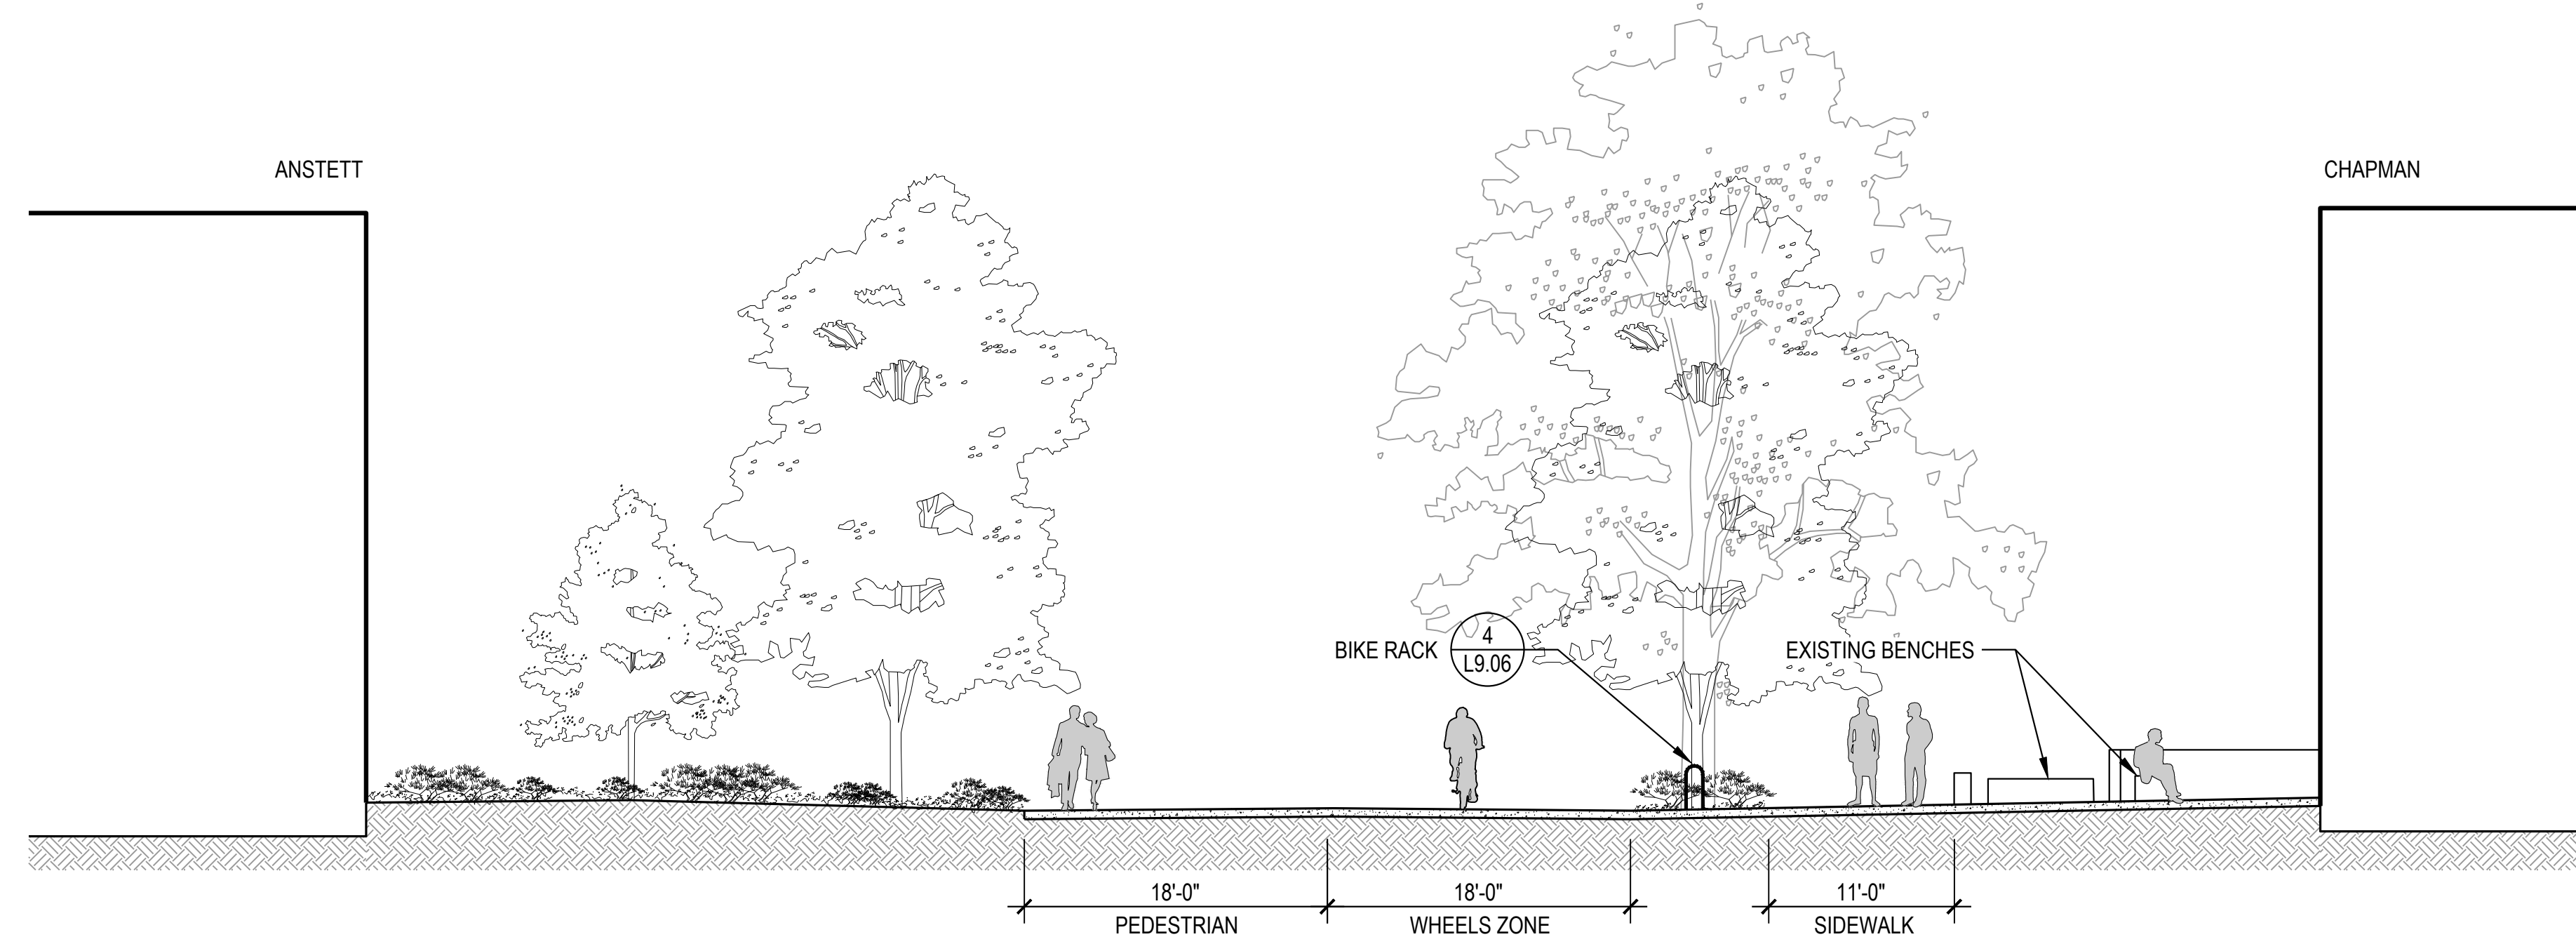 ANSTETT
CHAPMAN
BIKE RACK
4
L9.06
EXISTING BENCHES
18'-0"
18'-0"
11'-0"
PEDESTRIAN
WHEELS ZONE
SIDEWALK